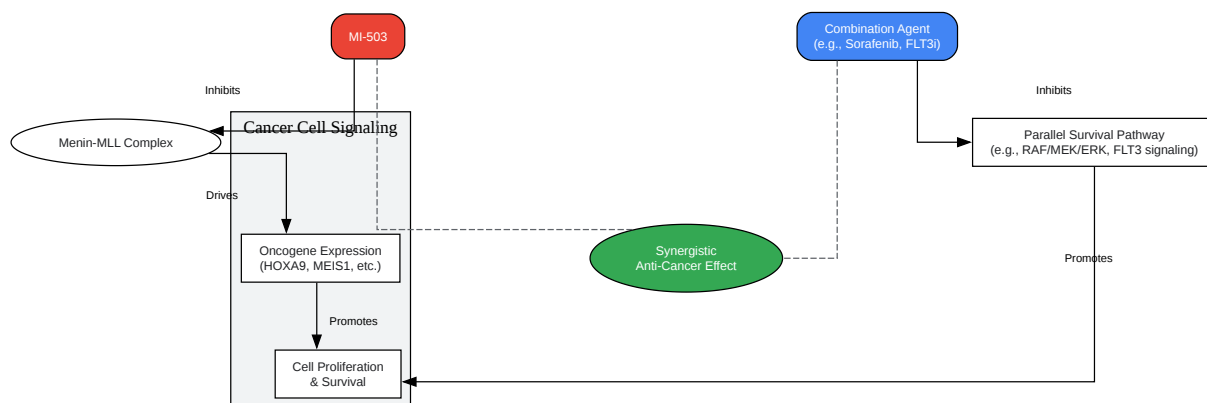 MI-503
Combination Agent
(e.g., Sorafenib, FLT3i)
Inhibits
Inhibits
Cancer Cell Signaling
Menin-MLL Complex
Parallel Survival Pathway
(e.g., RAF/MEK/ERK, FLT3 signaling)
Drives
Oncogene Expression
(HOXA9, MEIS1, etc.)
Synergistic
Anti-Cancer Effect
Promotes
Promotes
Cell Proliferation
& Survival